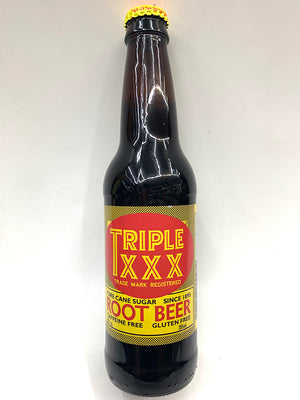 TRIPLE
XXX
TRADE MARK REGISTERED
CANE SUGAR SINCE 1895
ROOT BEER
CAFFEINE FREE GLUTEN FREE